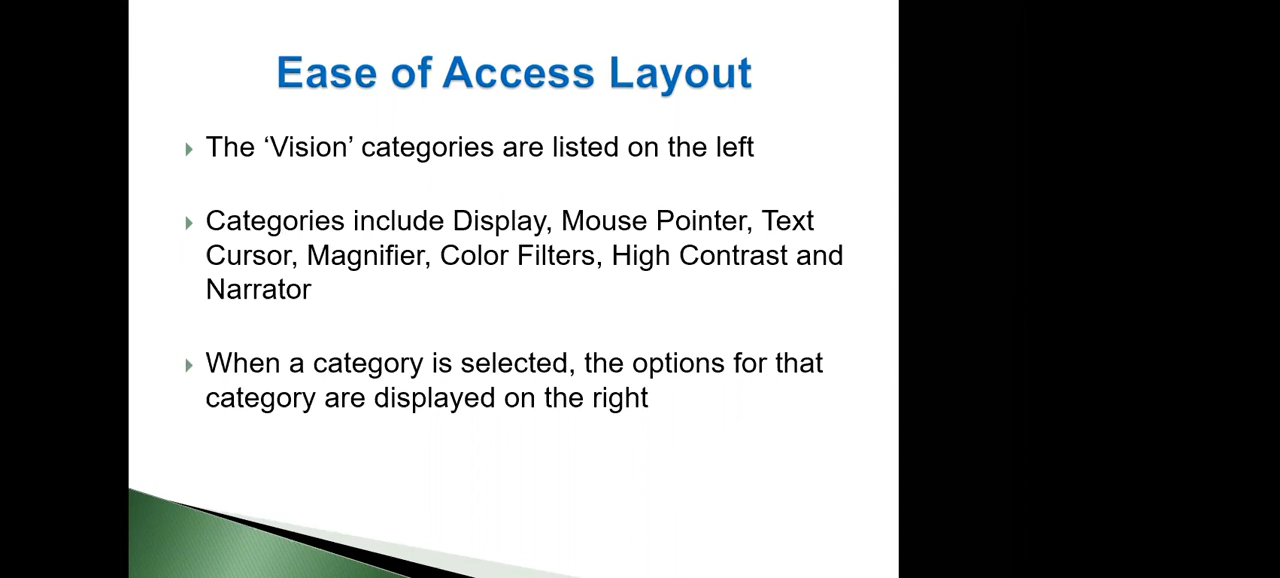 Ease of Access Layout
The ‘Vision’ categories are listed on the left
Categories include Display, Mouse Pointer, Text
Cursor, Magnifier, Color Filters, High Contrast and
Narrator
When a category is selected, the options for that
category are displayed on the right